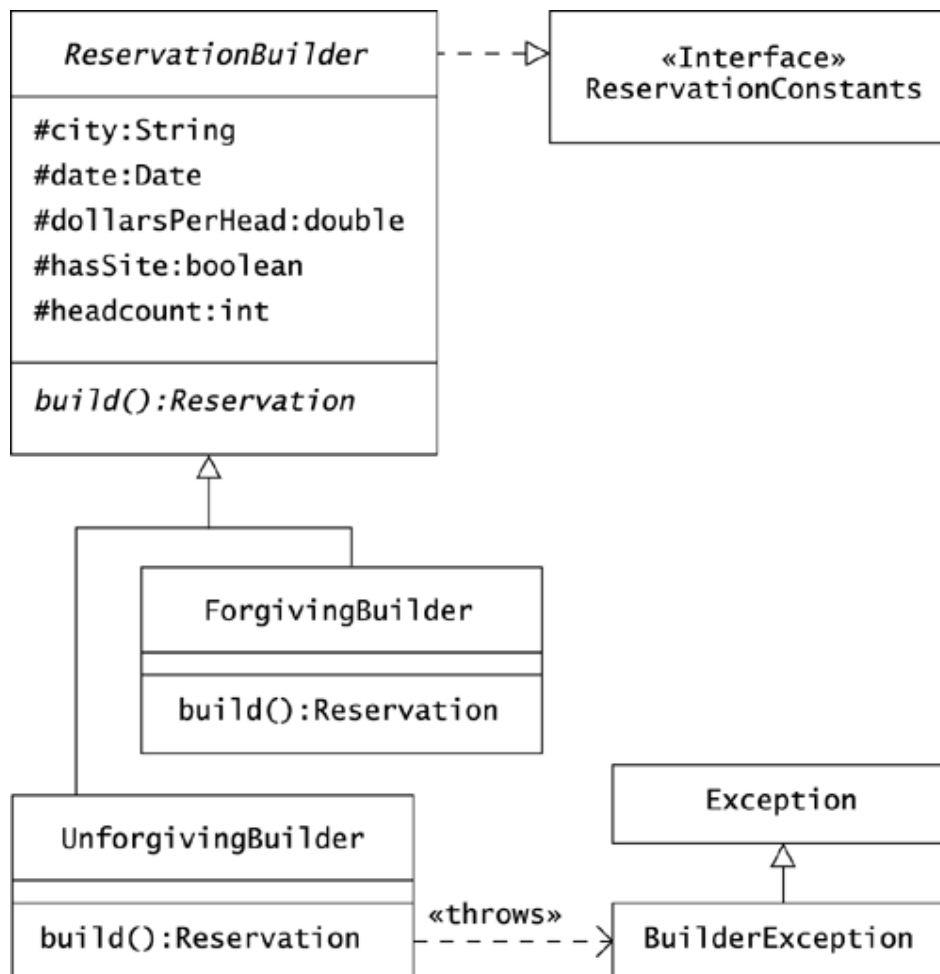 ReservationBuilder
«Interface»
ReservationConstants
#city:String
#date:Date
#dollarsPerHead:double
#hasSite:boolean
#headcount:int
build():Reservation
ForgivingBuilder
build():Reservation
Exception
UnforgivingBuilder
«throws»
build():Reservation
BuilderException